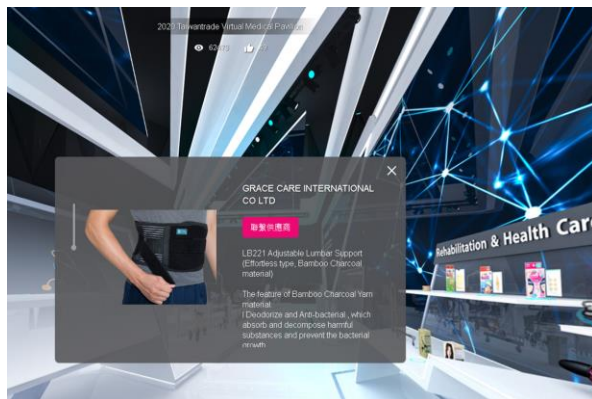 2020 Taiwantrade Virtual Medical Pavilion
GRACE CARE INTERNATIONAL
CO LTD
聯繫供應商
LB221 Adjustable Lumbar Support
(Effortless type, Bamboo Charcoal
material)
The feature of Bamboo Charcoal Yarn
material:
l Deodorize and Anti-bacterial , which
absorb and decompose harmful
substances and prevent the bacterial
growth
Rehabilitation & Health Care